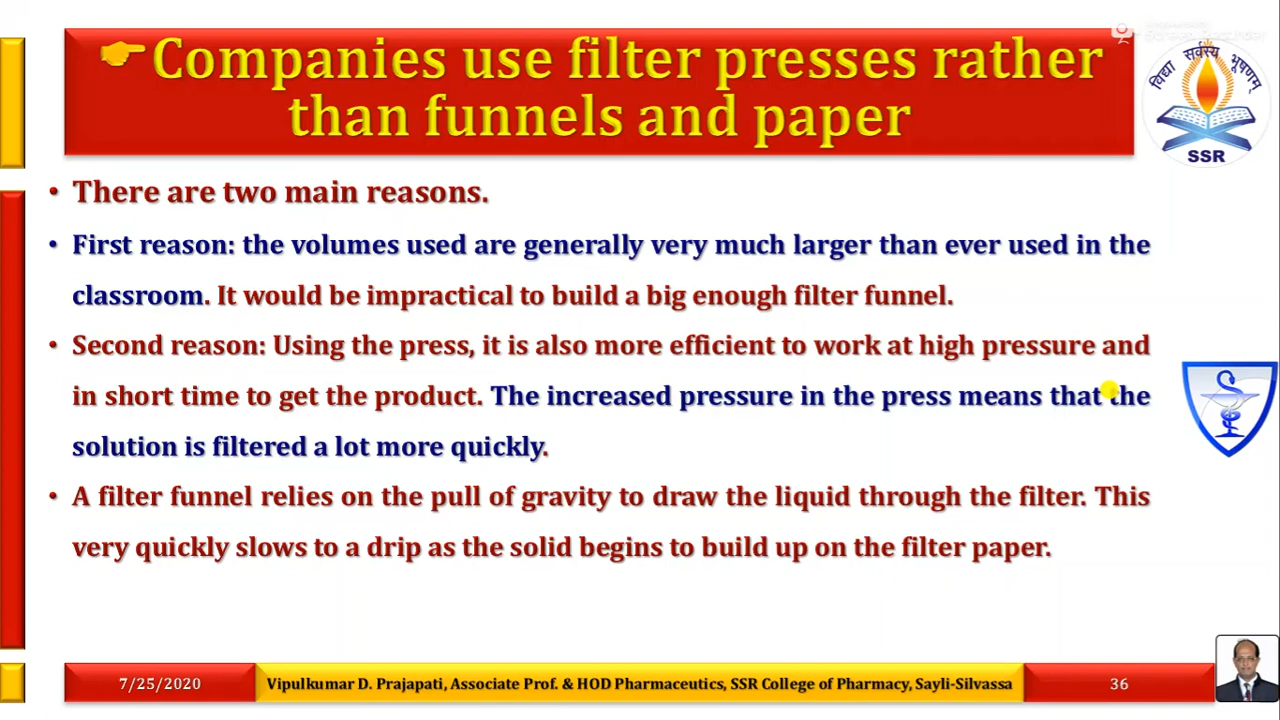 👉Companies use filter presses rather
than funnels and paper
विद्या सर्वस्य भूषणम्
SSR
• There are two main reasons.
• First reason: the volumes used are generally very much larger than ever used in the
classroom. It would be impractical to build a big enough filter funnel.
• Second reason: Using the press, it is also more efficient to work at high pressure and
in short time to get the product. The increased pressure in the press means that the
solution is filtered a lot more quickly.
• A filter funnel relies on the pull of gravity to draw the liquid through the filter. This
very quickly slows to a drip as the solid begins to build up on the filter paper.
7/25/2020
Vipulkumar D. Prajapati, Associate Prof. & HOD Pharmaceutics, SSR College of Pharmacy, Sayli-Silvassa
36